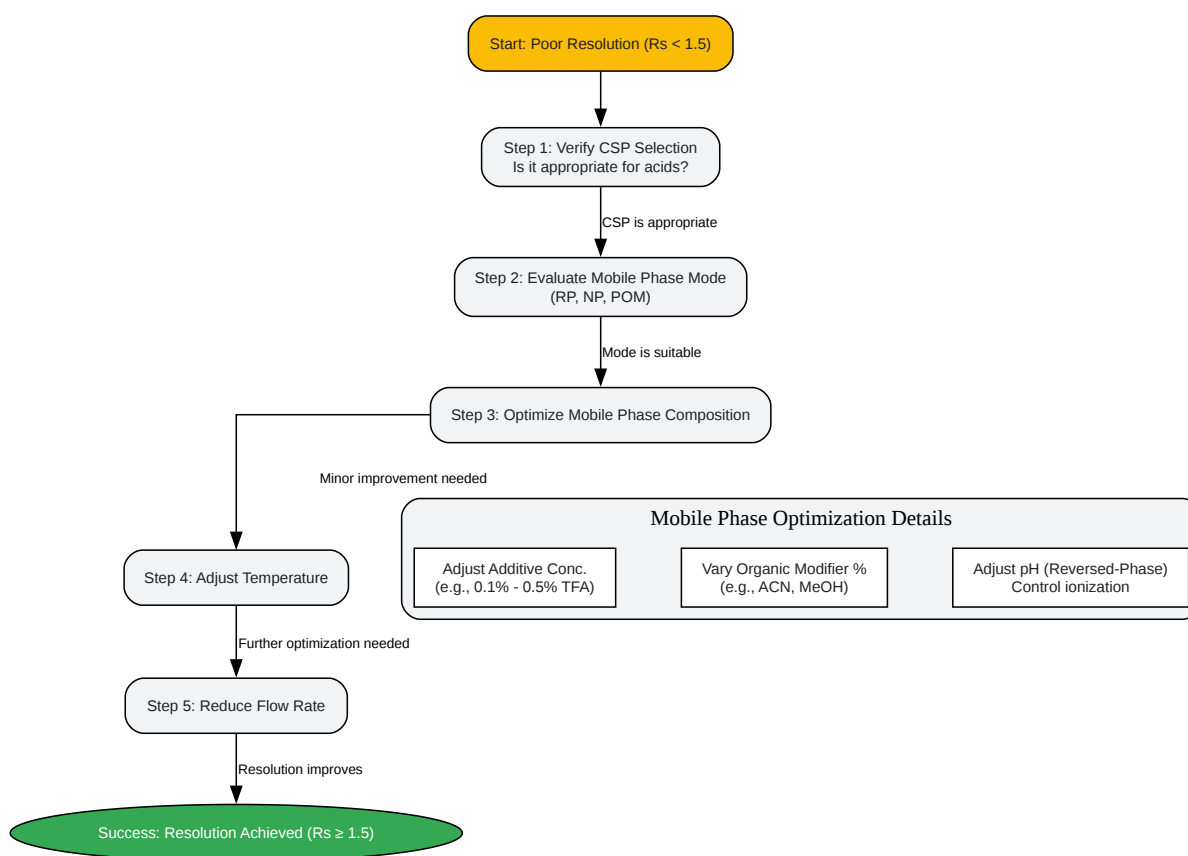 Start: Poor Resolution (Rs < 1.5)
Step 1: Verify CSP Selection
Is it appropriate for acids?
CSP is appropriate
Step 2: Evaluate Mobile Phase Mode
(RP, NP, POM)
Mode is suitable
Step 3: Optimize Mobile Phase Composition
Minor improvement needed
Mobile Phase Optimization Details
Adjust Additive Conc.
(e.g., 0.1% - 0.5% TFA)
Vary Organic Modifier %
(e.g., ACN, MeOH)
Adjust pH (Reversed-Phase)
Control ionization
Step 4: Adjust Temperature
Further optimization needed
Step 5: Reduce Flow Rate
Resolution improves
Success: Resolution Achieved (Rs ≥ 1.5)